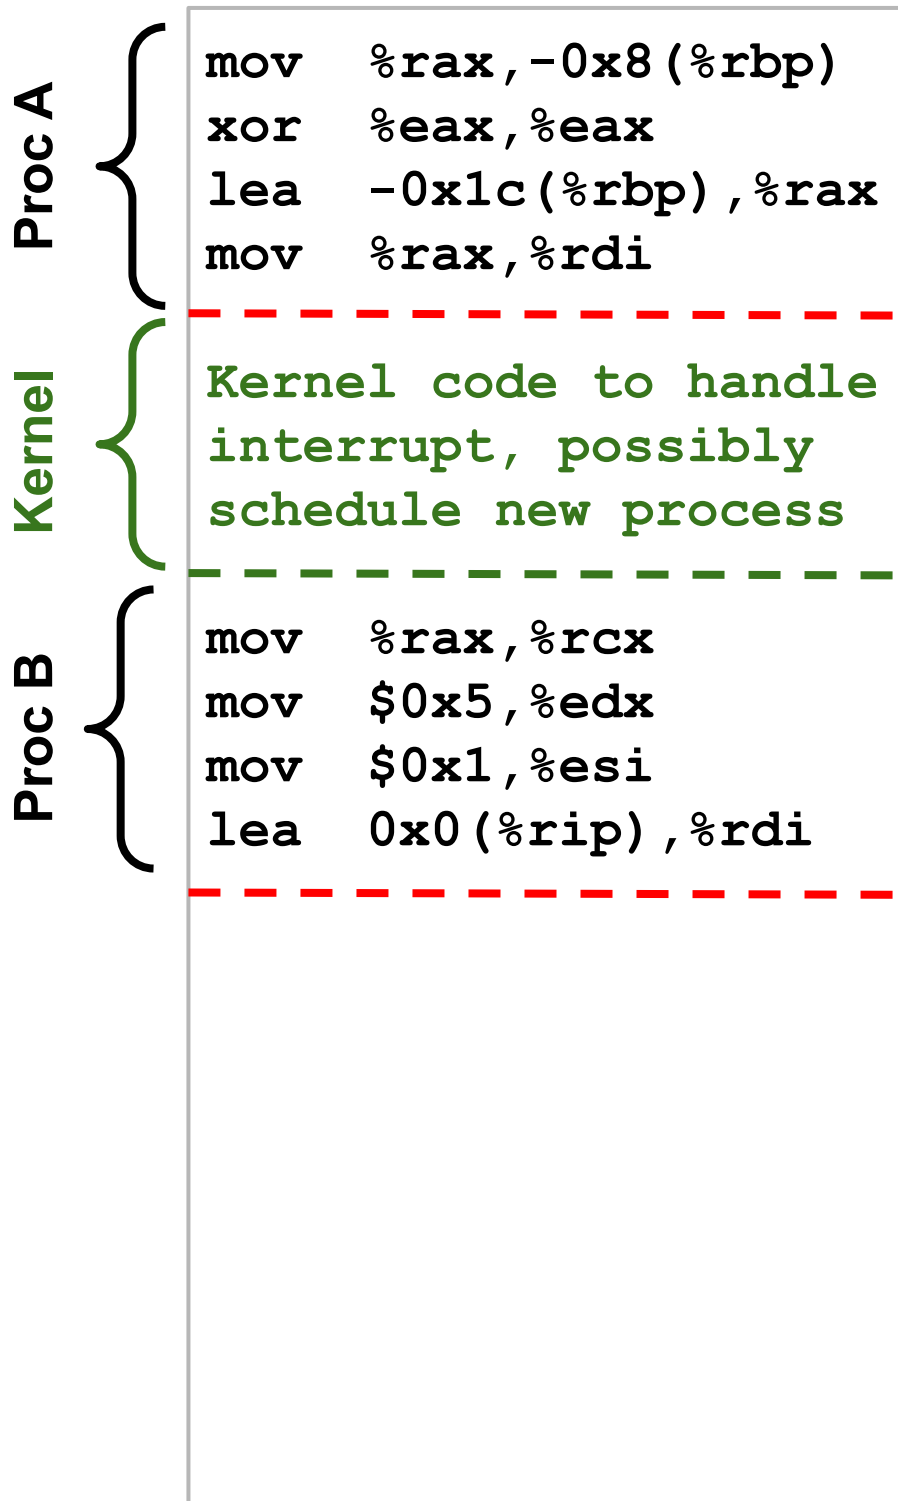 Proc A
mov %rax,-0x8(%rbp)
xor %eax,%eax
lea -0x1c(%rbp),%rax
mov %rax,%rdi
Kernel
Kernel code to handle
interrupt, possibly
schedule new process
Proc B
mov %rax,%rcx
mov $0x5,%edx
mov $0x1,%esi
lea 0x0(%rip),%rdi